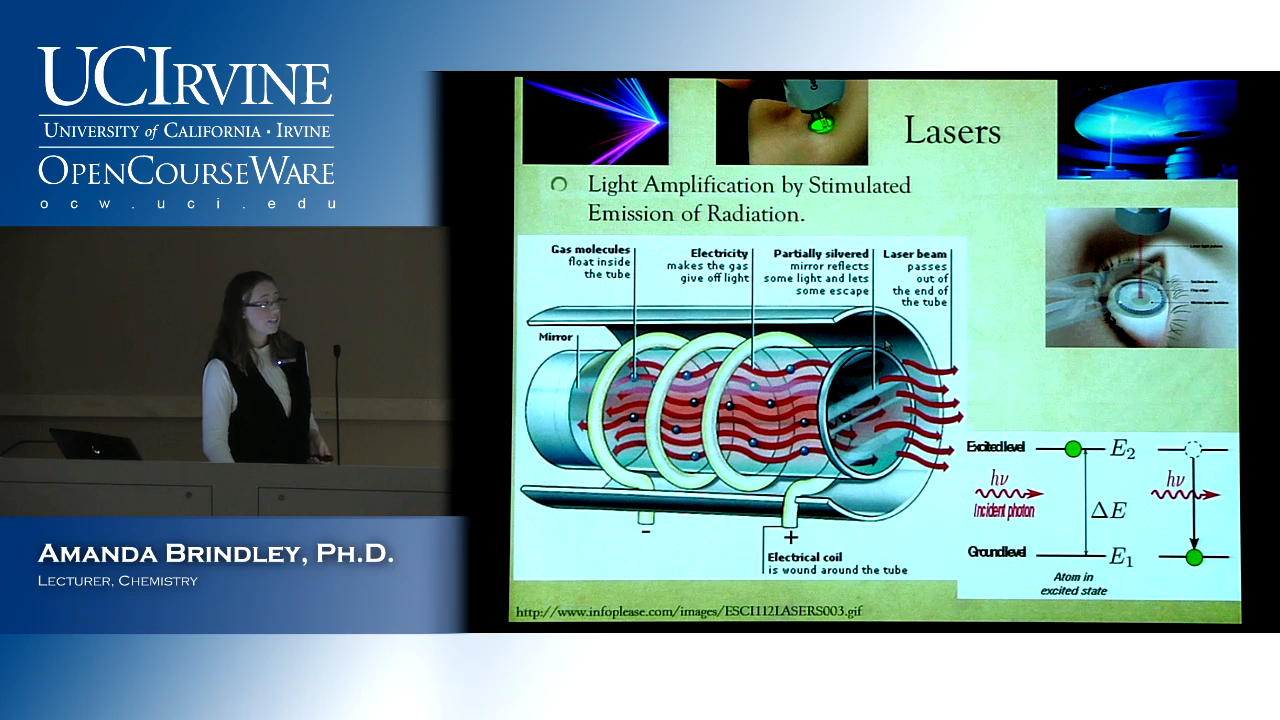 UCIRVINE
UNIVERSITY of CALIFORNIA · IRVINE
OPENCOURSEWARE
ocw.uci.edu
AMANDA BRINDLEY, PH.D.
LECTURER, CHEMISTRY
Lasers
Light Amplification by Stimulated
Emission of Radiation.
Gas molecules
float inside
the tube
Electricity
makes the gas
give off light
Partially silvered
mirror reflects
some light and lets
some escape
Laser beam
passes
out of
the end of
the tube
Mirror
-
+
Electrical coil
is wound around the tube
Excited level
E2
hν
Incident photon
ΔE
hν
Ground level
E1
Atom in
excited state
http://www.infoplease.com/images/ESCI112LASERS003.gif